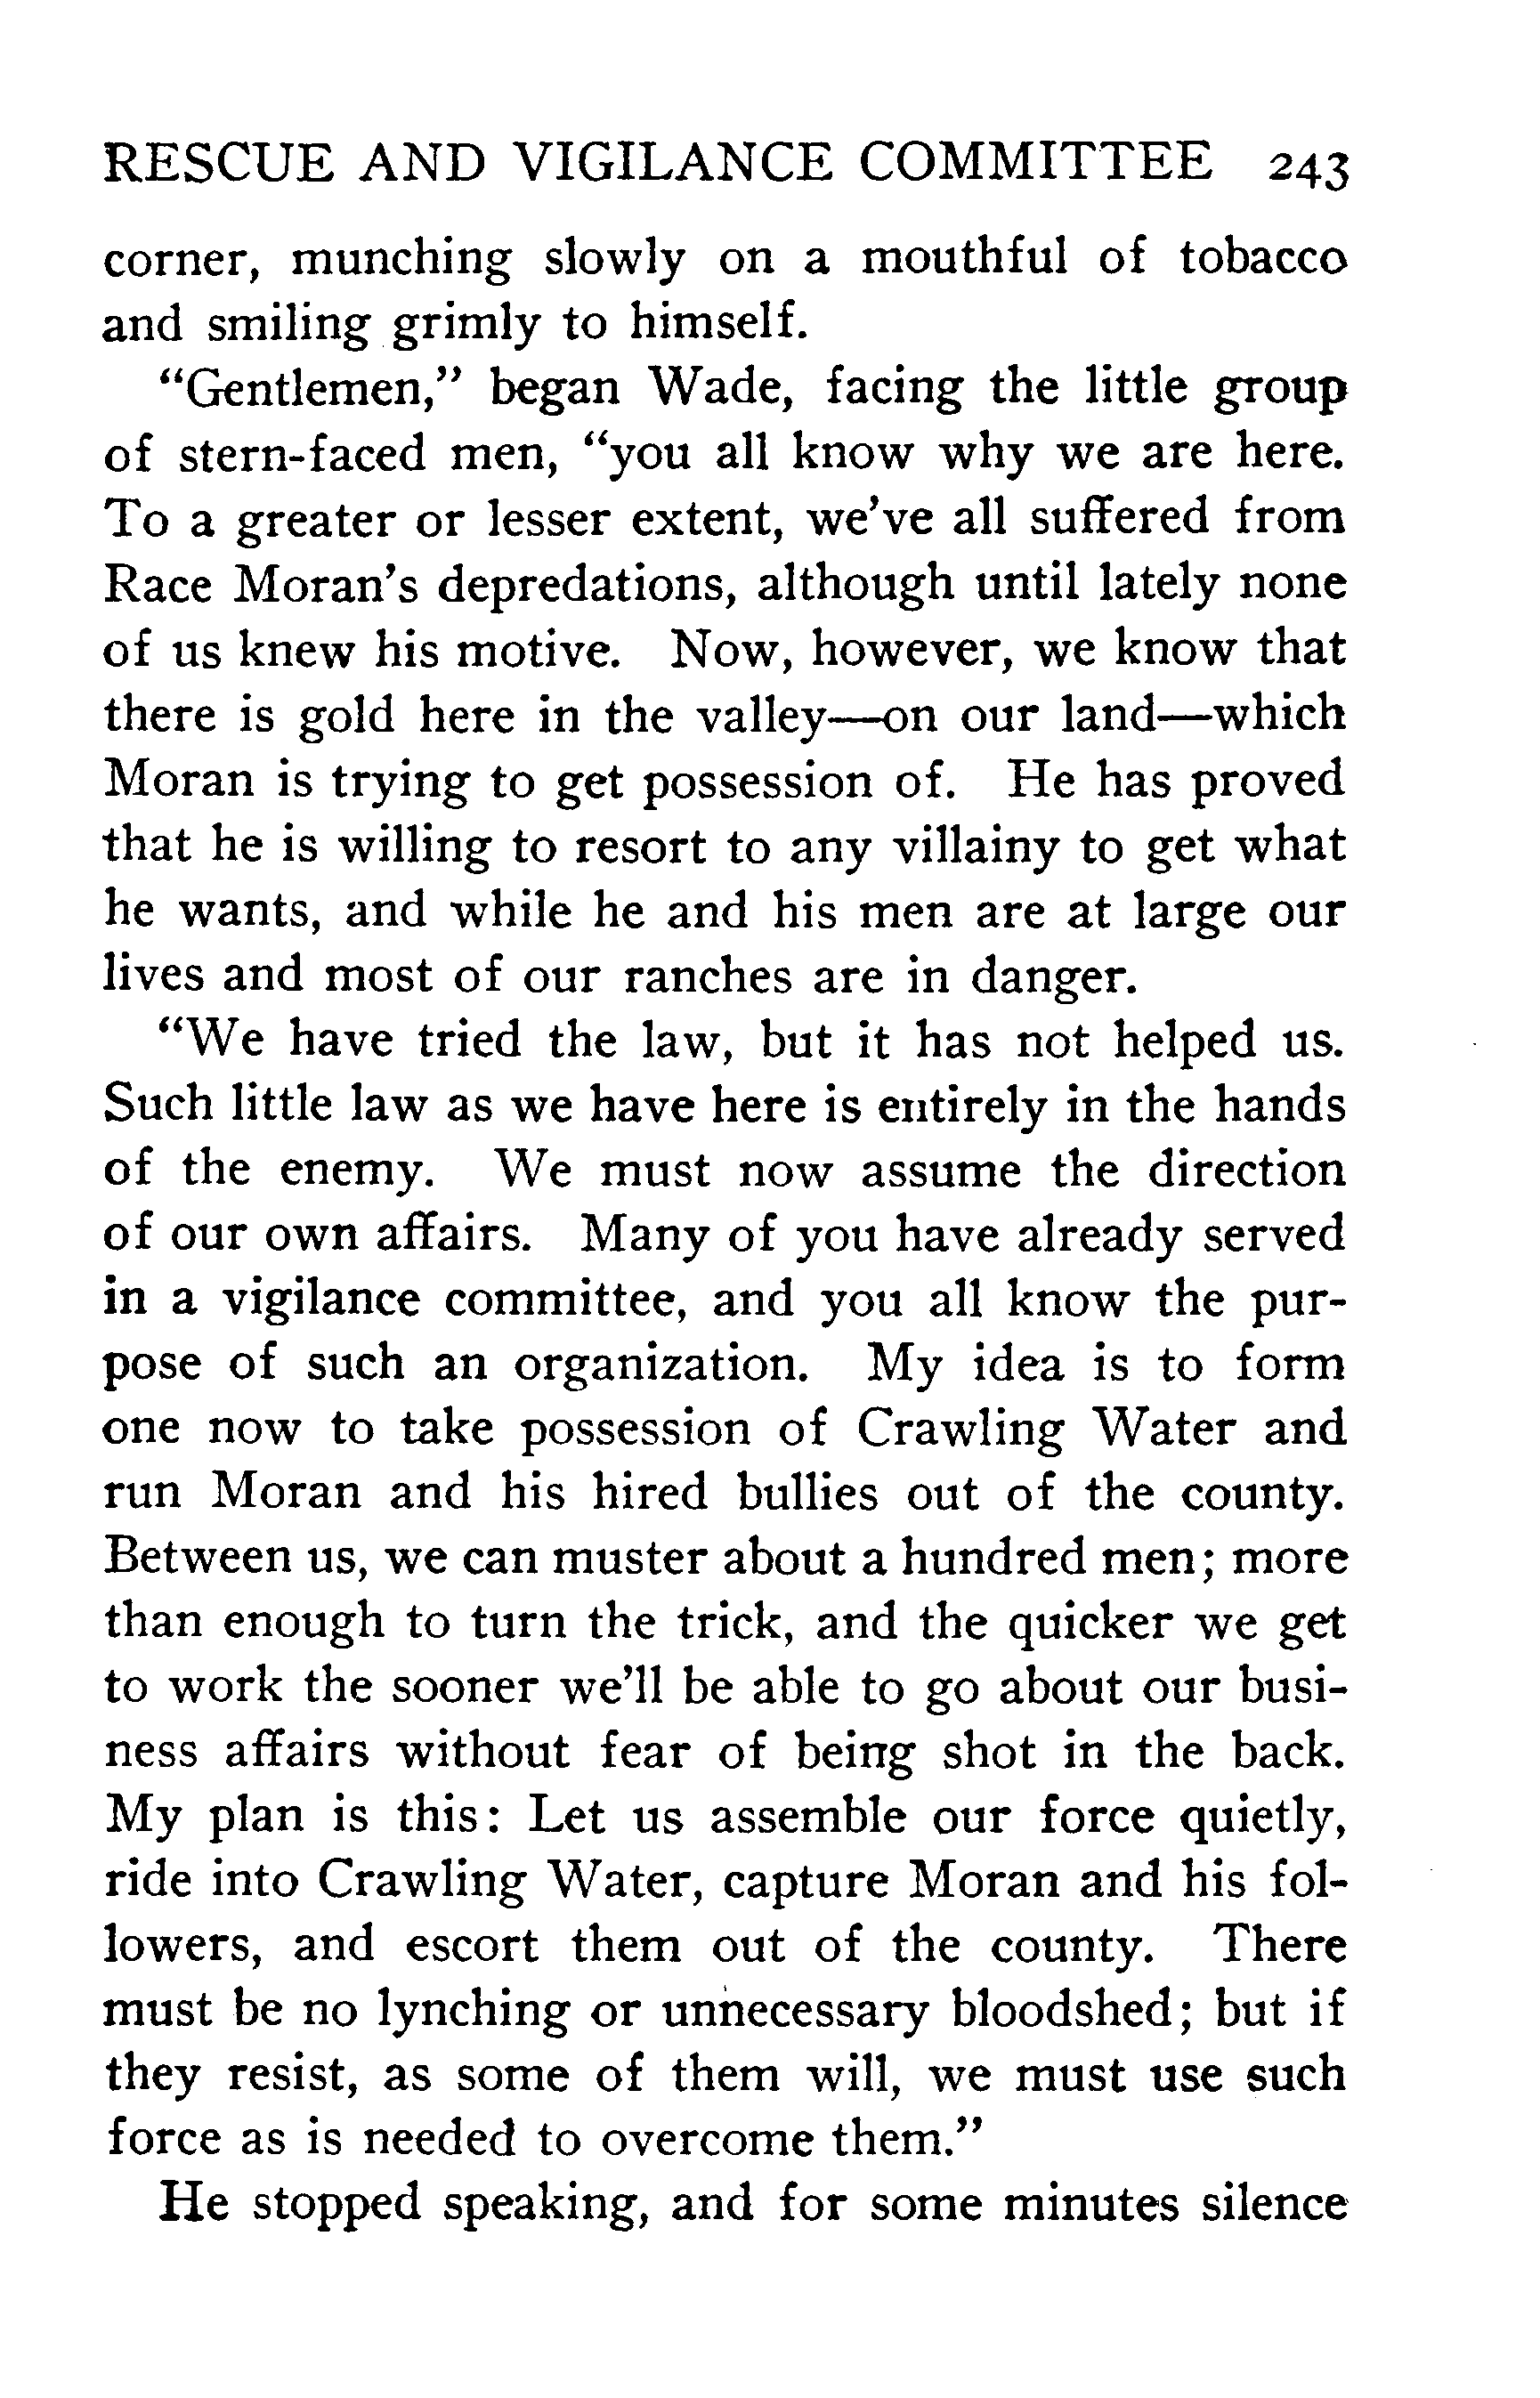 RESCUE AND VIGILANCE COMMITTEE 243
corner, munching slowly on a mouthful of tobacco
and smiling grimly to himself.
“Gentlemen,” began Wade, facing the little group
of stern-faced men, “you all know why we are here.
To a greater or lesser extent, we’ve all suffered from
Race Moran’s depredations, although until lately none
of us knew his motive. Now, however, we know that
there is gold here in the valley—on our land—which
Moran is trying to get possession of. He has proved
that he is willing to resort to any villainy to get what
he wants, and while he and his men are at large our
lives and most of our ranches are in danger.
“We have tried the law, but it has not helped us.
Such little law as we have here is entirely in the hands
of the enemy. We must now assume the direction
of our own affairs. Many of you have already served
in a vigilance committee, and you all know the pur-
pose of such an organization. My idea is to form
one now to take possession of Crawling Water and
run Moran and his hired bullies out of the county.
Between us, we can muster about a hundred men; more
than enough to turn the trick, and the quicker we get
to work the sooner we’ll be able to go about our busi-
ness affairs without fear of being shot in the back.
My plan is this: Let us assemble our force quietly,
ride into Crawling Water, capture Moran and his fol-
lowers, and escort them out of the county. There
must be no lynching or unnecessary bloodshed; but if
they resist, as some of them will, we must use such
force as is needed to overcome them.”
He stopped speaking, and for some minutes silence